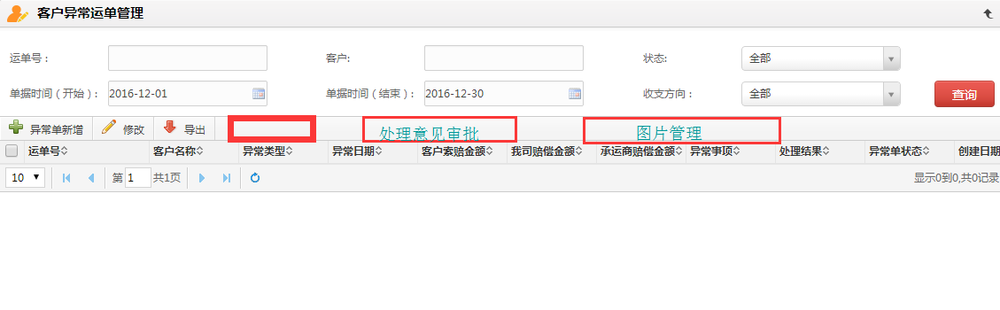 客户异常运单管理
运单号： 客户: 状态: 全部
单据时间（开始）： 2016-12-01 单据时间（结束）： 2016-12-30 收支方向： 全部 查询
异常单新增 修改 导出 处理意见审批 图片管理
运单号 客户名称 异常类型 异常日期 客户索赔金额 我司赔偿金额 承运商赔偿金额 异常事项 处理结果 异常单状态 创建日期
10 第 1 共1页 显示0到0,共0记录